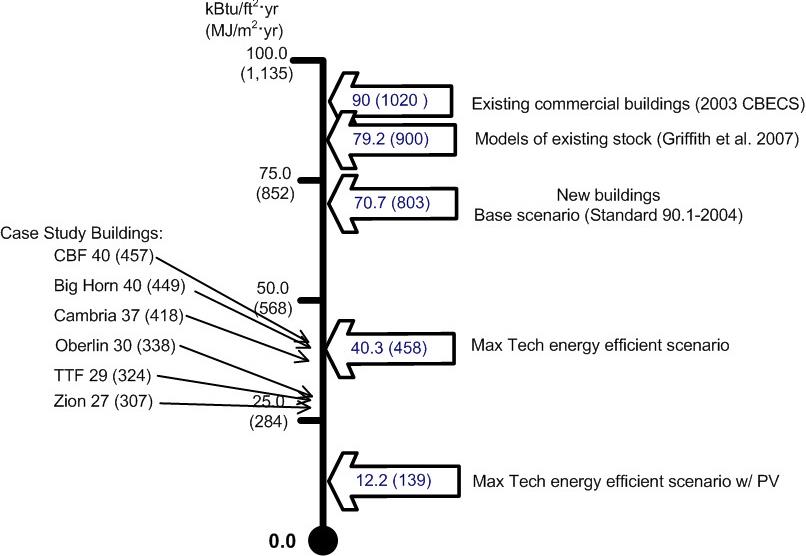 kBtu/ft²·yr
(MJ/m²·yr)
100.0
(1,135)
90 (1020 )
Existing commercial buildings (2003 CBECS)
79.2 (900)
Models of existing stock (Griffith et al. 2007)
75.0
(852)
70.7 (803)
New buildings
Base scenario (Standard 90.1-2004)
Case Study Buildings:
CBF 40 (457)
Big Horn 40 (449)
Cambria 37 (418)
Oberlin 30 (338)
TTF 29 (324)
Zion 27 (307)
50.0
(568)
40.3 (458)
Max Tech energy efficient scenario
25.0
(284)
12.2 (139)
Max Tech energy efficient scenario w/ PV
0.0